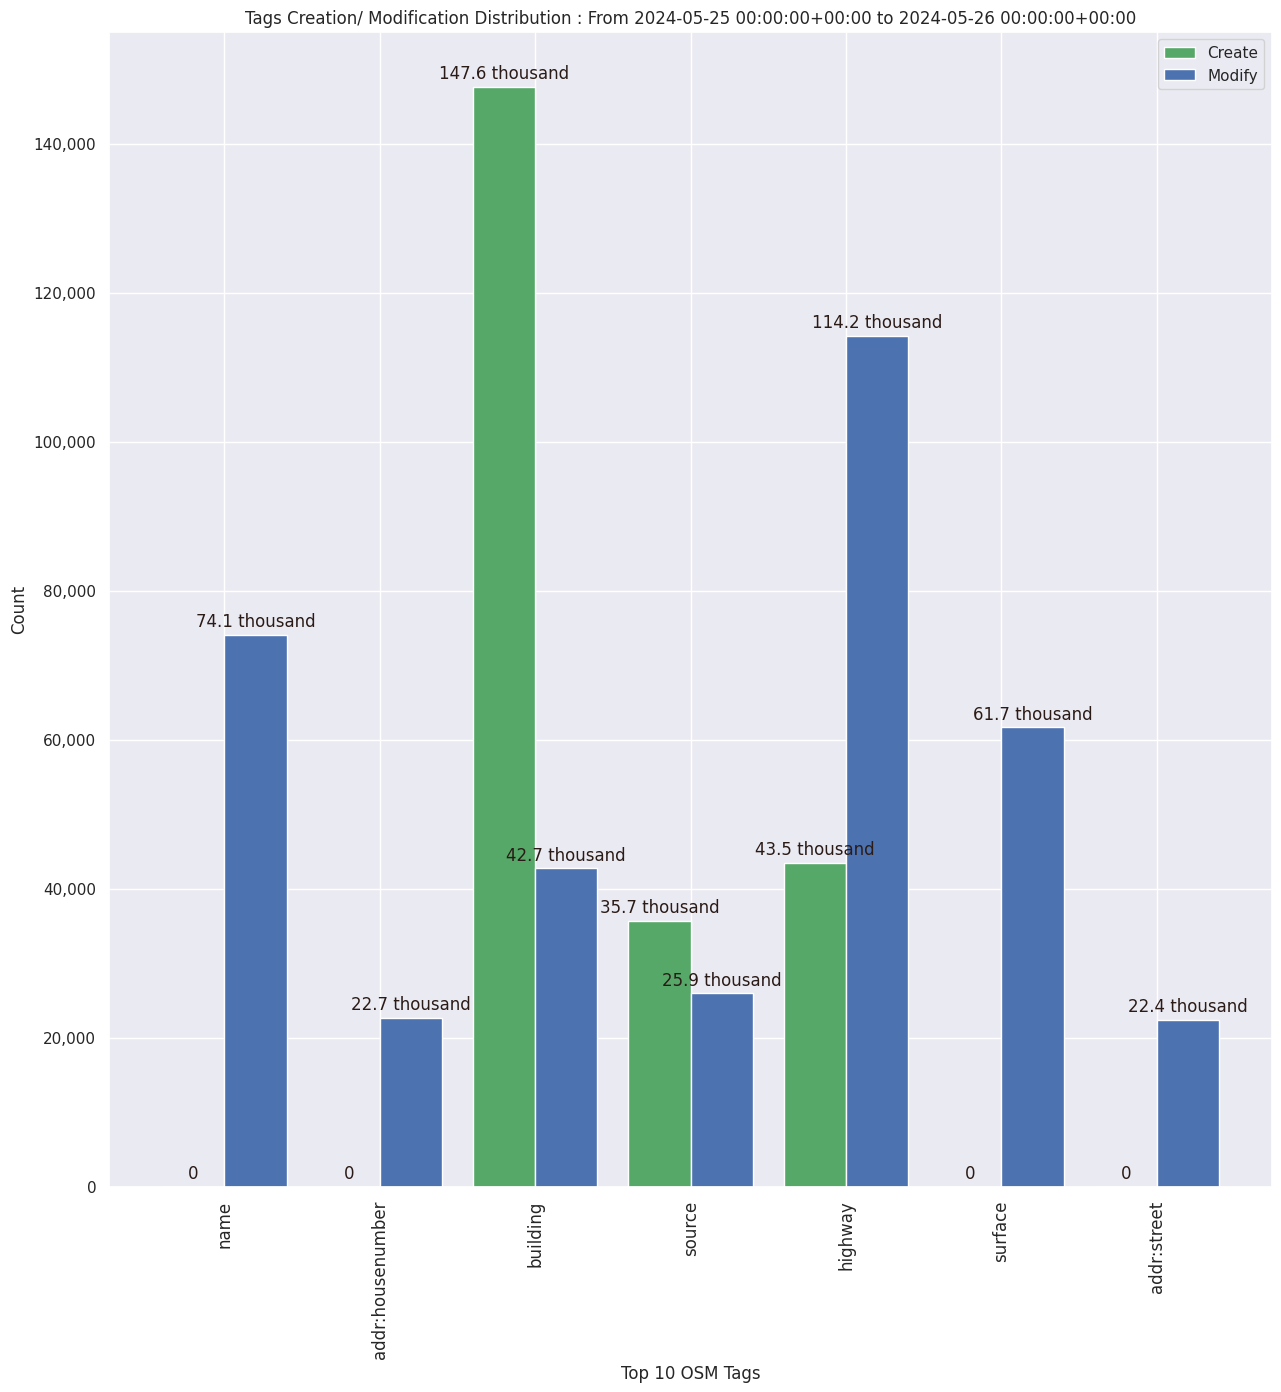 Tags Creation/ Modification Distribution : From 2024-05-25 00:00:00+00:00 to 2024-05-26 00:00:00+00:00
Create
Modify
147.6 thousand
140,000
120,000
114.2 thousand
100,000
80,000
74.1 thousand
61.7 thousand
60,000
43.5 thousand
42.7 thousand
40,000
35.7 thousand
25.9 thousand
22.7 thousand
22.4 thousand
20,000
0
0
0
0
0
Count
name
addr:housenumber
building
source
highway
surface
addr:street
Top 10 OSM Tags